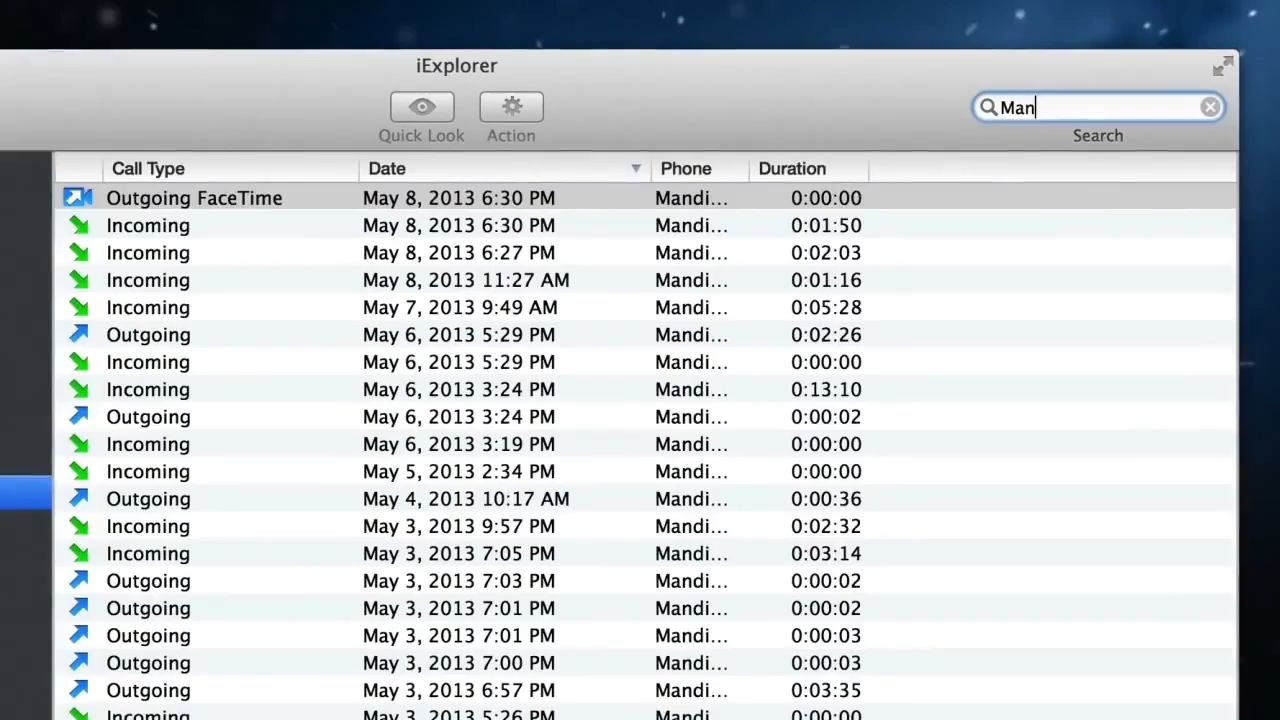 iExplorer
Man
Quick Look Action Search
Call Type Date Phone Duration
Outgoing FaceTime May 8, 2013 6:30 PM Mandi... 0:00:00
Incoming May 8, 2013 6:30 PM Mandi... 0:01:50
Incoming May 8, 2013 6:27 PM Mandi... 0:02:03
Incoming May 8, 2013 11:27 AM Mandi... 0:01:16
Incoming May 7, 2013 9:49 AM Mandi... 0:05:28
Outgoing May 6, 2013 5:29 PM Mandi... 0:02:26
Incoming May 6, 2013 5:29 PM Mandi... 0:00:00
Incoming May 6, 2013 3:24 PM Mandi... 0:13:10
Outgoing May 6, 2013 3:24 PM Mandi... 0:00:02
Incoming May 6, 2013 3:19 PM Mandi... 0:00:00
Incoming May 5, 2013 2:34 PM Mandi... 0:00:00
Outgoing May 4, 2013 10:17 AM Mandi... 0:00:36
Incoming May 3, 2013 9:57 PM Mandi... 0:02:32
Incoming May 3, 2013 7:05 PM Mandi... 0:03:14
Outgoing May 3, 2013 7:03 PM Mandi... 0:00:02
Outgoing May 3, 2013 7:01 PM Mandi... 0:00:02
Outgoing May 3, 2013 7:01 PM Mandi... 0:00:03
Outgoing May 3, 2013 7:00 PM Mandi... 0:00:03
Outgoing May 3, 2013 6:57 PM Mandi... 0:03:35
Incoming May 3, 2013 5:26 PM Mandi... 0:00:00